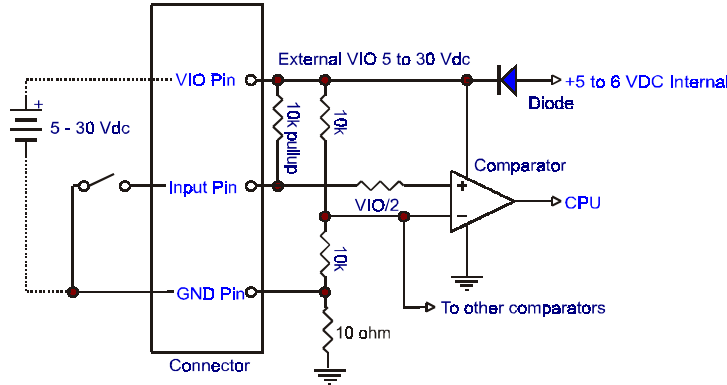 External VIO 5 to 30 Vdc
VIO Pin
+5 to 6 VDC Internal
+
5 - 30 Vdc
10k pullup
10k
Diode
Comparator
Input Pin
+
VIO/2
−
CPU
10k
GND Pin
To other comparators
10 ohm
Connector